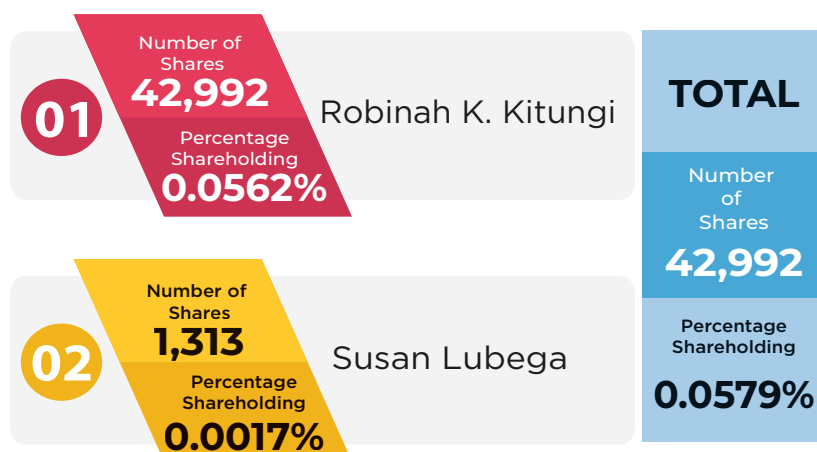 01
Number of
Shares
42,992
Percentage
Shareholding
0.0562%
Robinah K. Kitungi
02
Number of
Shares
1,313
Percentage
Shareholding
0.0017%
Susan Lubega
TOTAL
Number
of
Shares
42,992
Percentage
Shareholding
0.0579%